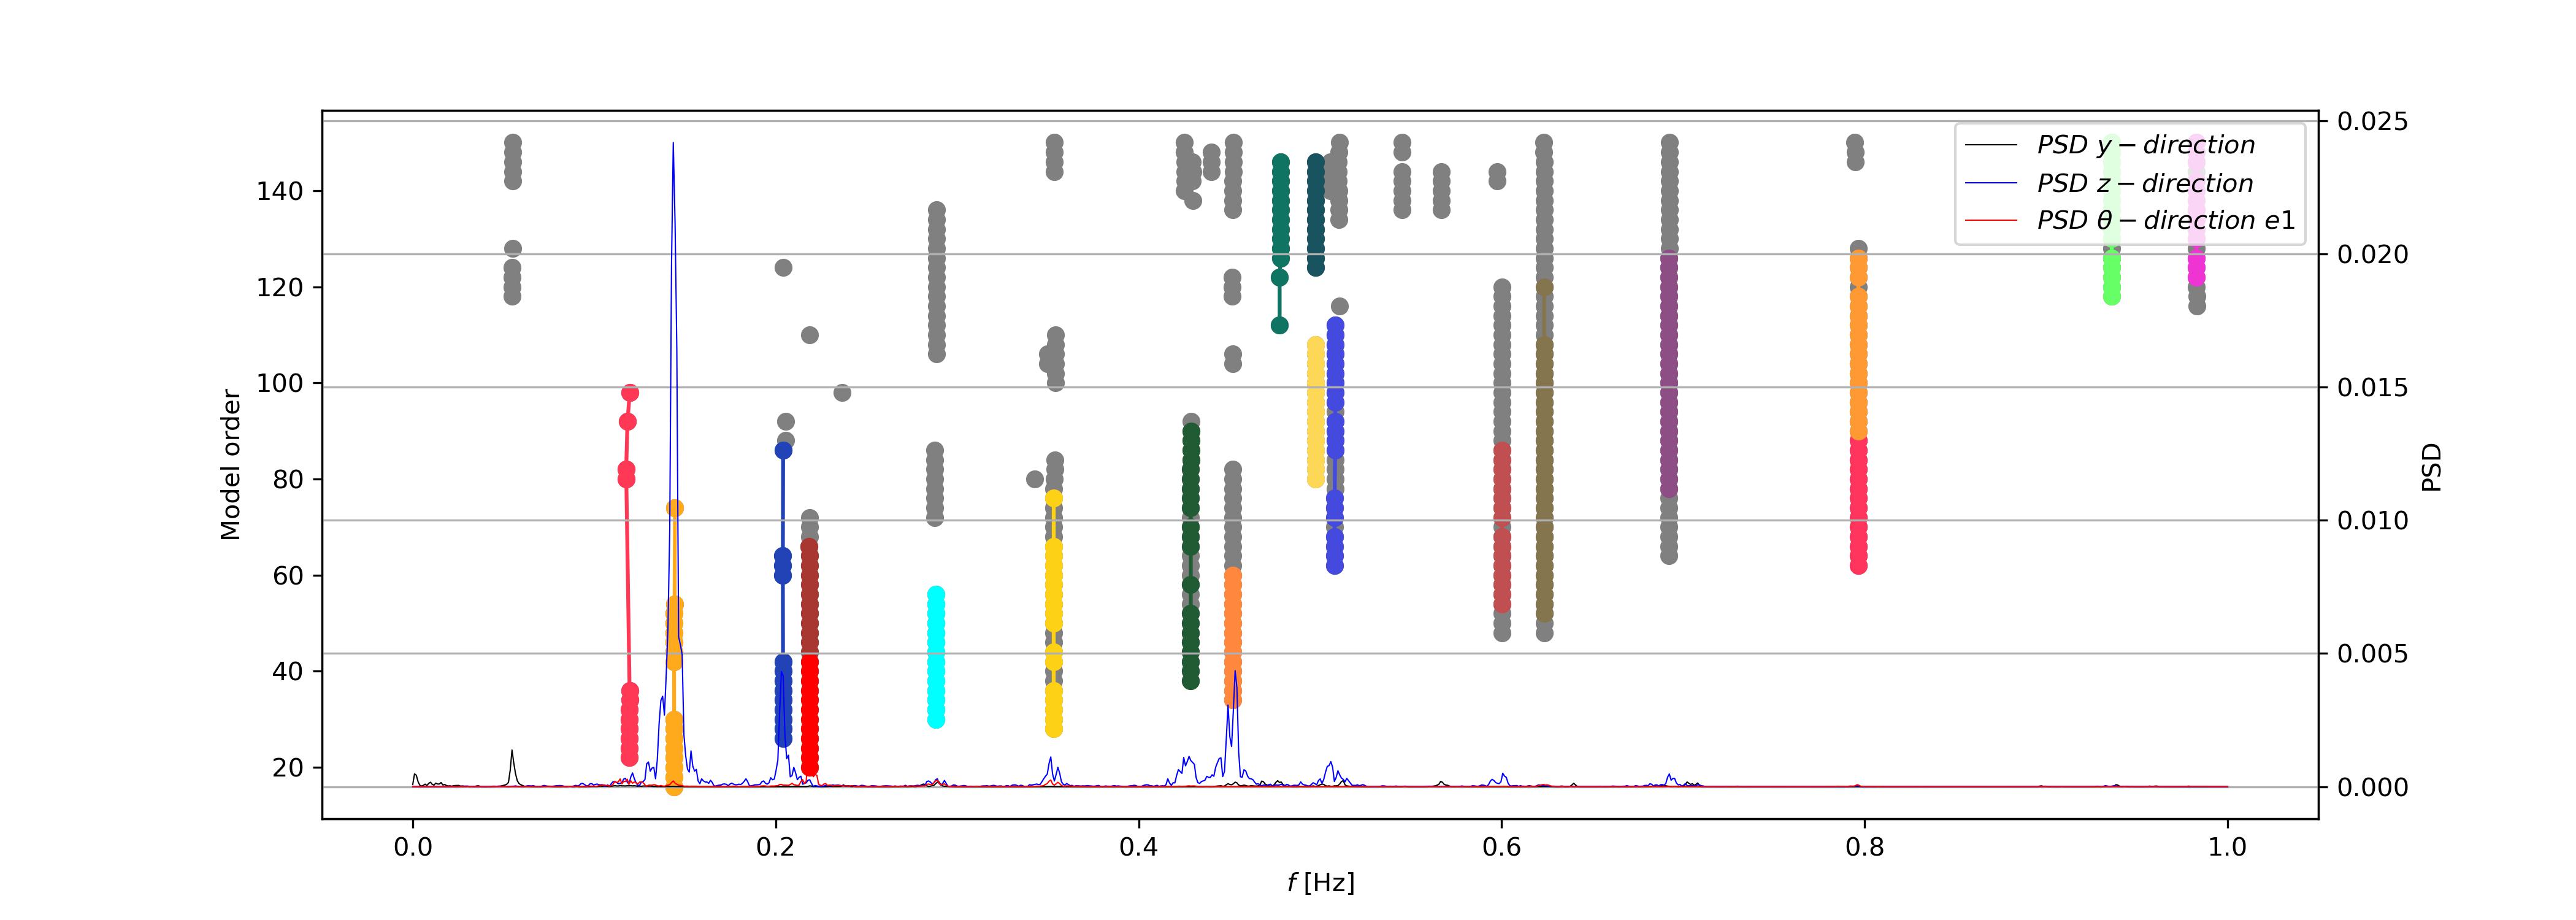 PSD y − direction
PSD z − direction
PSD θ − direction e1
Model order
140
120
100
80
60
40
20
0.025
0.020
0.015
0.010
0.005
0.000
PSD
0.0 0.2 0.4 0.6 0.8 1.0
f [Hz]